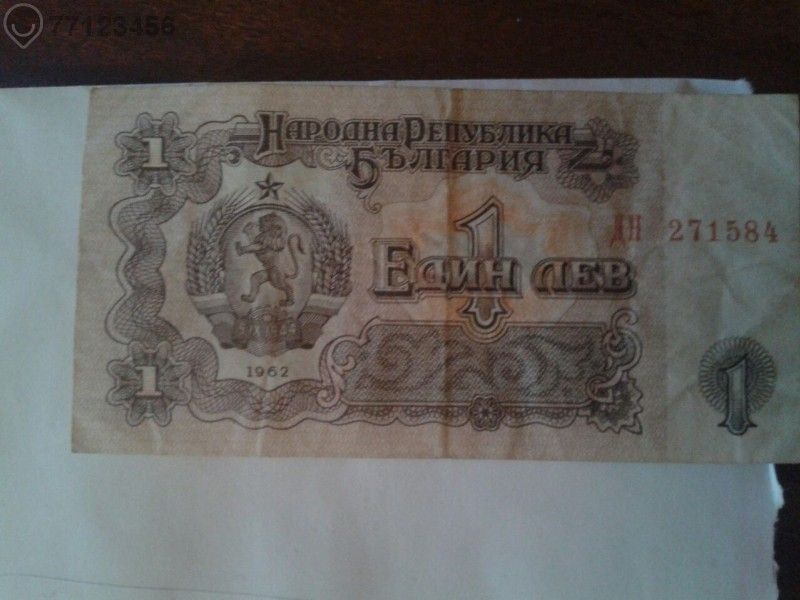 77123456
1
НАРОДНА РЕПУБЛИКА
БЪЛГАРИЯ
ДН 271584
1
ЕДИН ЛЕВ
1
1962
1